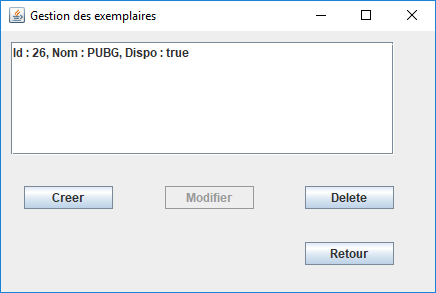 Gestion des exemplaires
Id : 26, Nom : PUBG, Dispo : true
Creer
Modifier
Delete
Retour